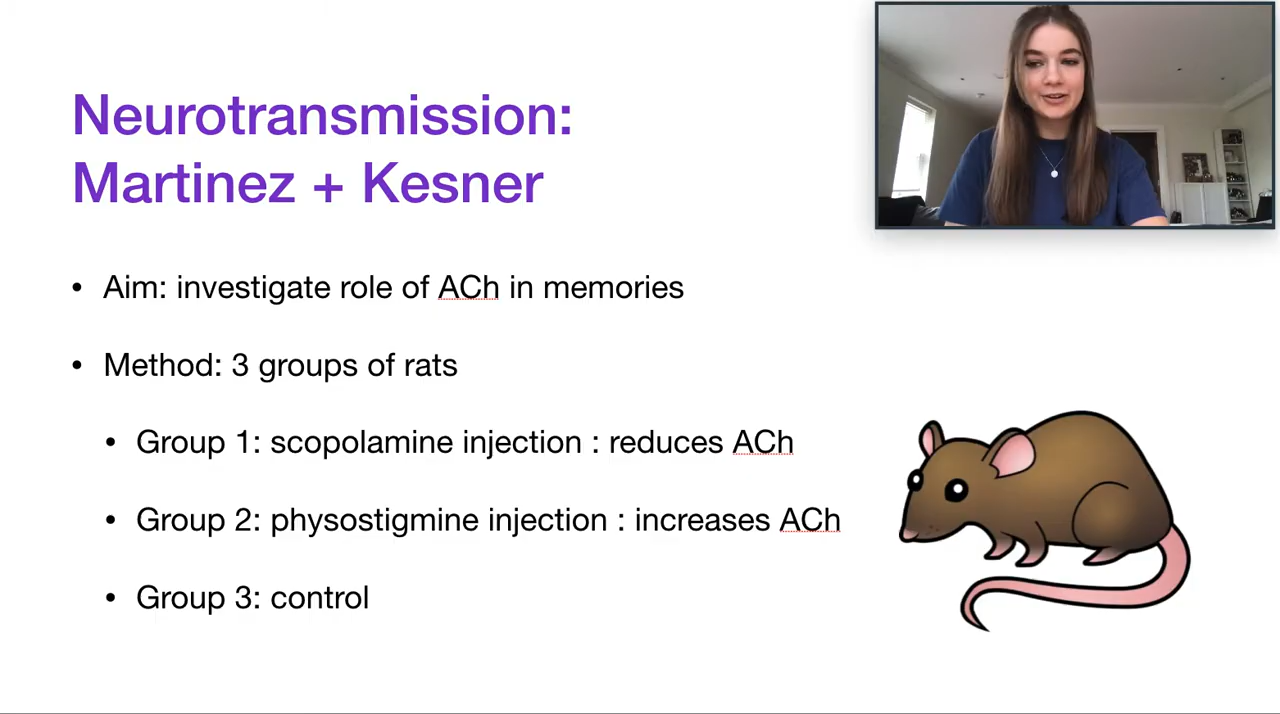 Neurotransmission:
Martinez + Kesner
• Aim: investigate role of ACh in memories
• Method: 3 groups of rats
• Group 1: scopolamine injection : reduces ACh
• Group 2: physostigmine injection : increases ACh
• Group 3: control